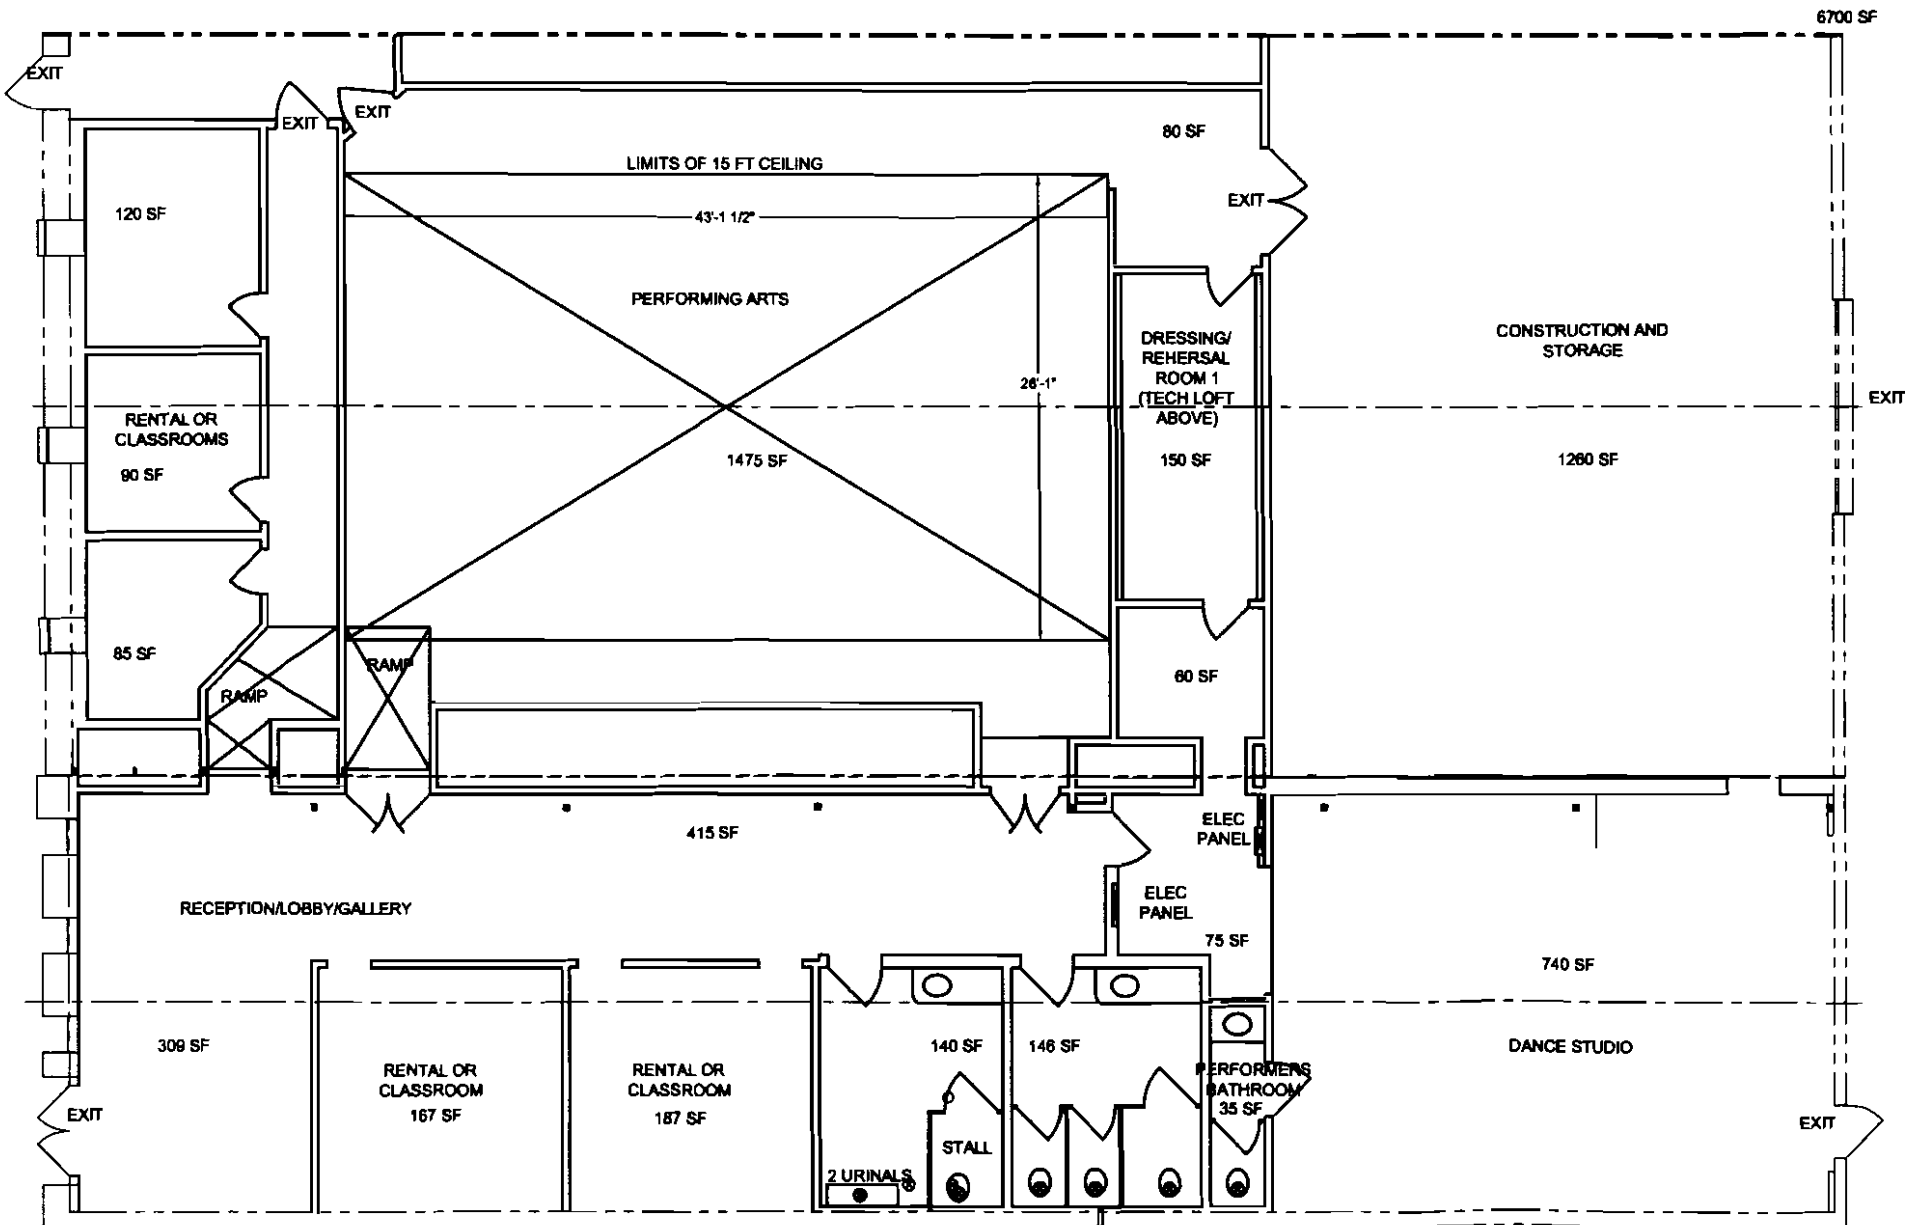 6700 SF
EXIT
EXIT
EXIT
80 SF
LIMITS OF 15 FT CEILING
120 SF
43'-1 1/2"
EXIT
PERFORMING ARTS
DRESSING/
REHERSAL
ROOM 1
(TECH LOFT
ABOVE)
150 SF
CONSTRUCTION AND
STORAGE
26'-1"
EXIT
RENTAL OR
CLASSROOMS
90 SF
1475 SF
1260 SF
85 SF
RAMP
RAMP
60 SF
415 SF
ELEC
PANEL
RECEPTION/LOBBY/GALLERY
ELEC
PANEL
75 SF
740 SF
309 SF
140 SF
146 SF
DANCE STUDIO
RENTAL OR
CLASSROOM
167 SF
RENTAL OR
CLASSROOM
187 SF
PERFORMERS
BATHROOM
35 SF
EXIT
EXIT
STALL
2 URINALS